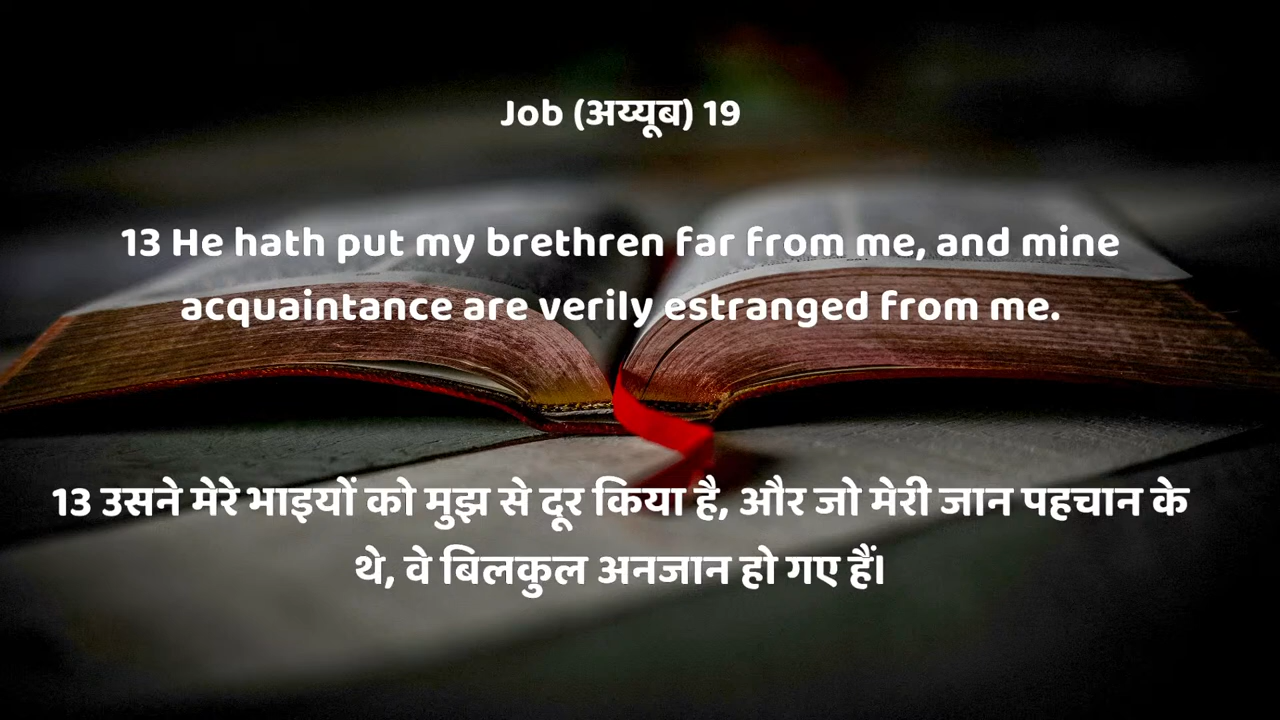 Job (अय्यूब) 19
13 He hath put my brethren far from me, and mine
acquaintance are verily estranged from me.
13 उसने मेरे भाइयों को मुझ से दूर किया है, और जो मेरी जान पहचान के
थे, वे बिलकुल अनजान हो गए हैं।